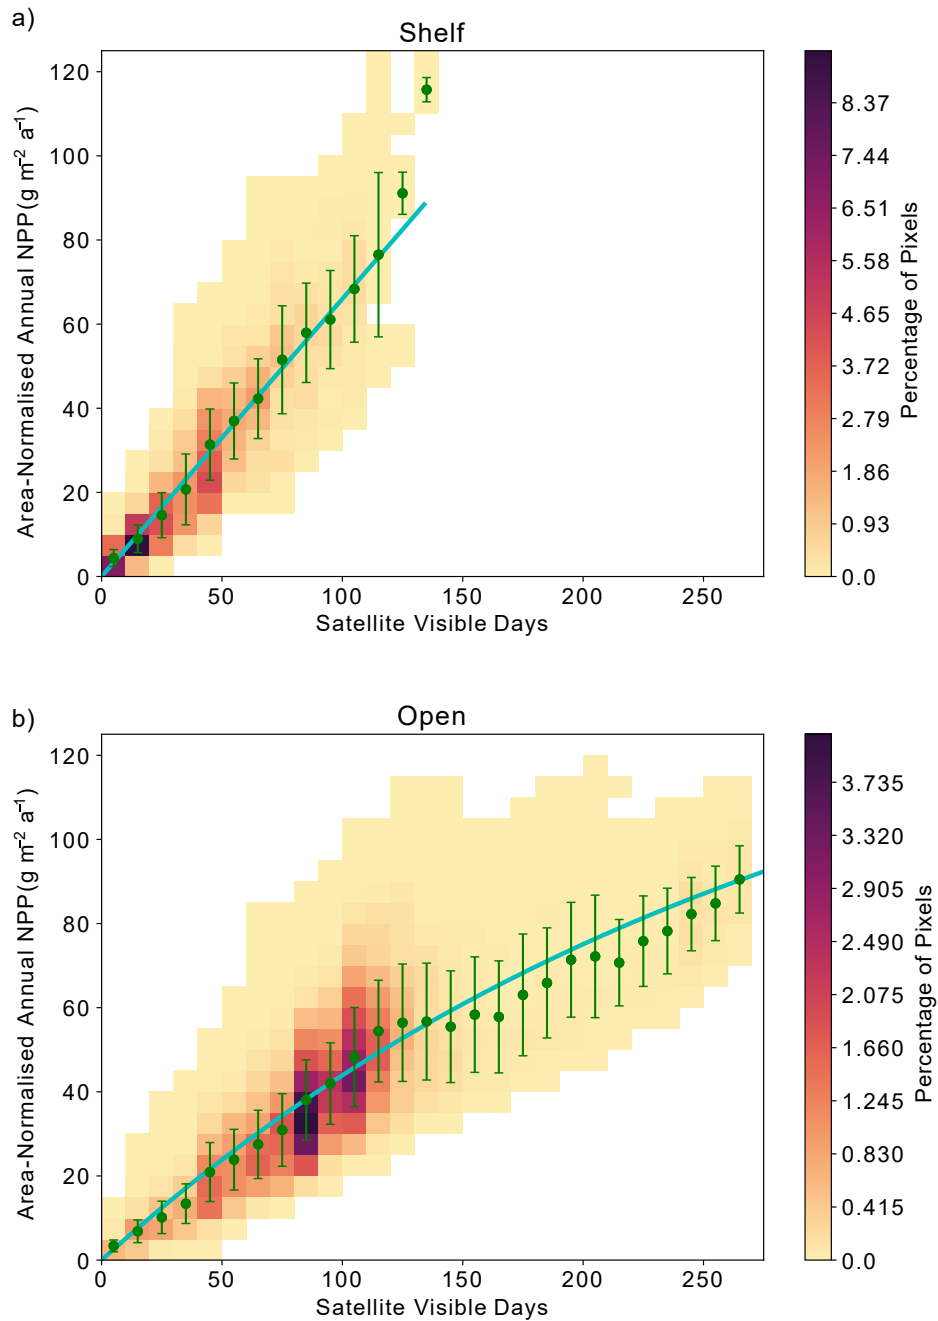 a)
Shelf
Area-Normalised Annual NPP(g m⁻² a⁻¹)
120
100
80
60
40
20
0
0 50 100 150 200 250
Satellite Visible Days
8.37
7.44
6.51
5.58
4.65
3.72
2.79
1.86
0.93
0.0
Percentage of Pixels
b)
Open
Area-Normalised Annual NPP(g m⁻² a⁻¹)
120
100
80
60
40
20
0
0 50 100 150 200 250
Satellite Visible Days
3.735
3.320
2.905
2.490
2.075
1.660
1.245
0.830
0.415
0.0
Percentage of Pixels